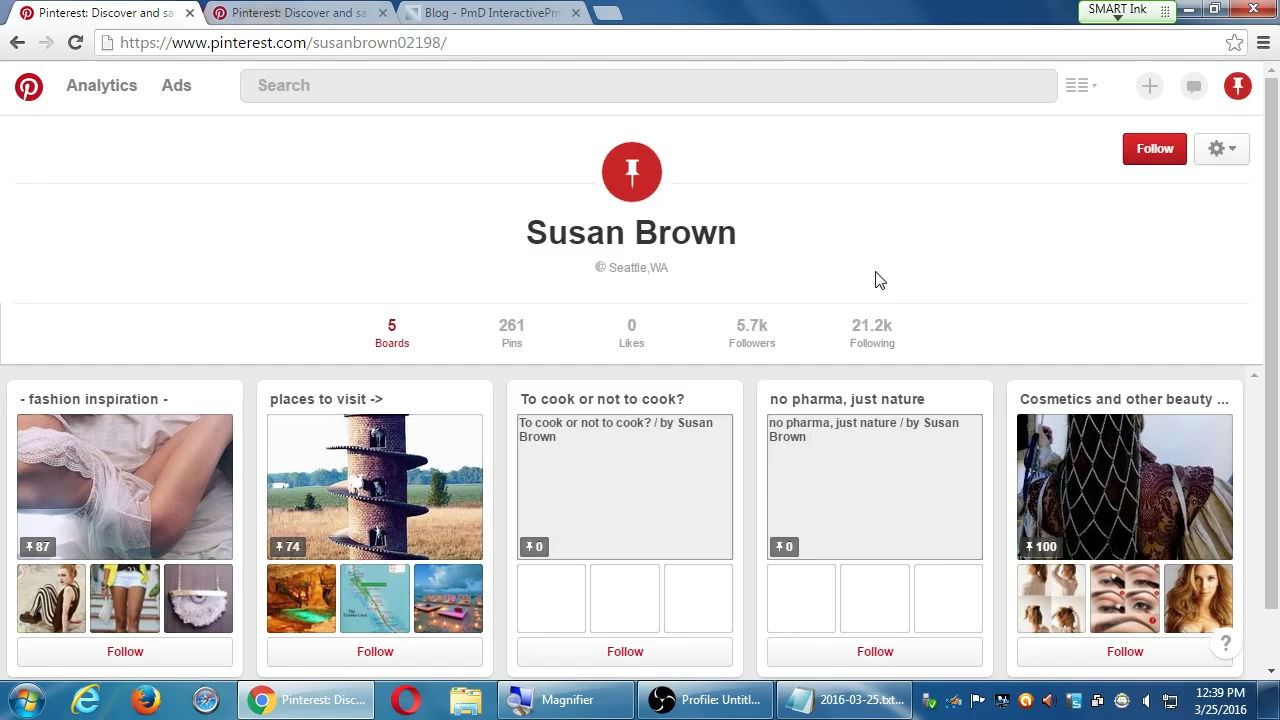 Pinterest: Discover and sa
Pinterest: Discover and sa
Blog - PmD InteractivePm
SMART Ink
https://www.pinterest.com/susanbrown02198/
Analytics
Ads
Search
Follow
Susan Brown
Seattle,WA
5
Boards
261
Pins
0
Likes
5.7k
Followers
21.2k
Following
- fashion inspiration -
87
Follow
places to visit ->
74
Follow
To cook or not to cook?
To cook or not to cook? / by Susan
Brown
0
Follow
no pharma, just nature
no pharma, just nature / by Susan
Brown
0
Follow
Cosmetics and other beauty ...
100
Follow
?
Pinterest: Disc...
Magnifier
Profile: Untitl...
2016-03-25.txt...
12:39 PM
3/25/2016